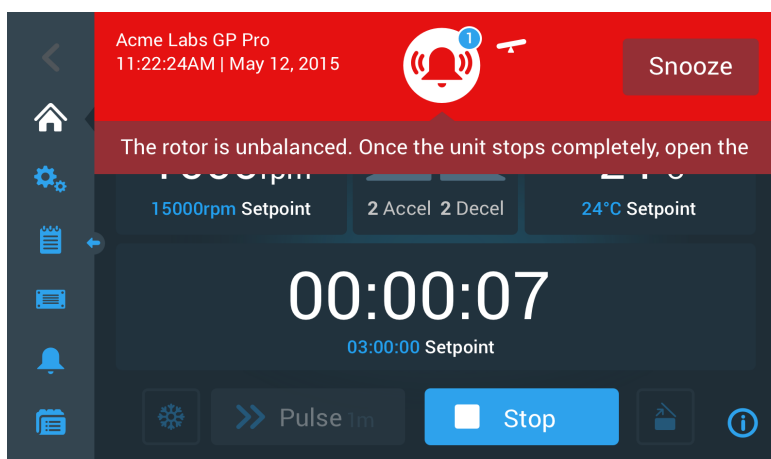 Acme Labs GP Pro
11:22:24AM | May 12, 2015
1
Snooze
The rotor is unbalanced. Once the unit stops completely, open the
rpm
15000rpm Setpoint
2 Accel 2 Decel
24°C Setpoint
00:00:07
03:00:00 Setpoint
Pulse 1m
Stop